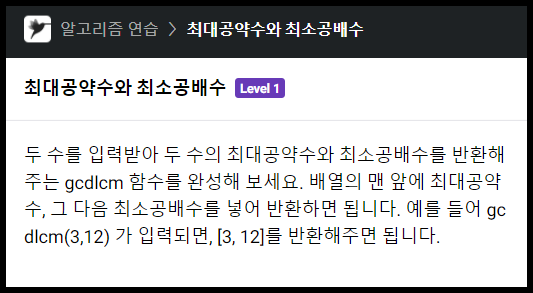 알고리즘 연습 > 최대공약수와 최소공배수
최대공약수와 최소공배수 Level 1
두 수를 입력받아 두 수의 최대공약수와 최소공배수를 반환해
주는 gcdlcm 함수를 완성해 보세요. 배열의 맨 앞에 최대공약
수, 그 다음 최소공배수를 넣어 반환하면 됩니다. 예를 들어 gc
dlcm(3,12) 가 입력되면, [3, 12]를 반환해주면 됩니다.